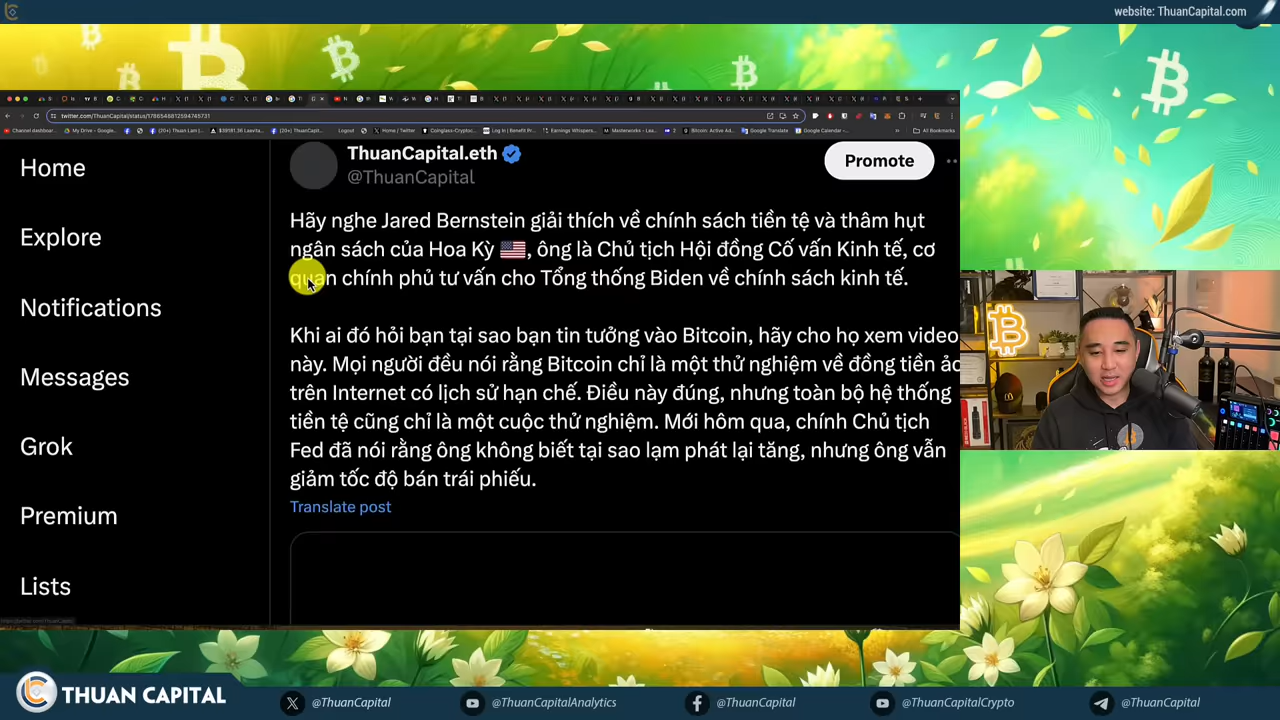 website: ThuanCapital.com
twitter.com/ThuanCapital/status/1786548812594745731
Home
Explore
Notifications
Messages
Grok
Premium
Lists
ThuanCapital.eth
@ThuanCapital
Promote
Hãy nghe Jared Bernstein giải thích về chính sách tiền tệ và thâm hụt
ngân sách của Hoa Kỳ 🇺🇸, ông là Chủ tịch Hội đồng Cố vấn Kinh tế, cơ
quan chính phủ tư vấn cho Tổng thống Biden về chính sách kinh tế.
Khi ai đó hỏi bạn tại sao bạn tin tưởng vào Bitcoin, hãy cho họ xem video
nay. Mọi người đều nói rằng Bitcoin chỉ là một thử nghiệm về đồng tiền ảo
trên Internet có lịch sử hạn chế. Điều này đúng, nhưng toàn bộ hệ thống
tiền tệ cũng chỉ là một cuộc thử nghiệm. Mới hôm qua, chính Chủ tịch
Fed đã nói rằng ông không biết tại sao lạm phát lại tăng, nhưng ông vẫn
giảm tốc độ bán trái phiếu.
Translate post
THUAN CAPITAL
@ThuanCapital
@ThuanCapitalAnalytics
@ThuanCapital
@ThuanCapitalCrypto
@ThuanCapital